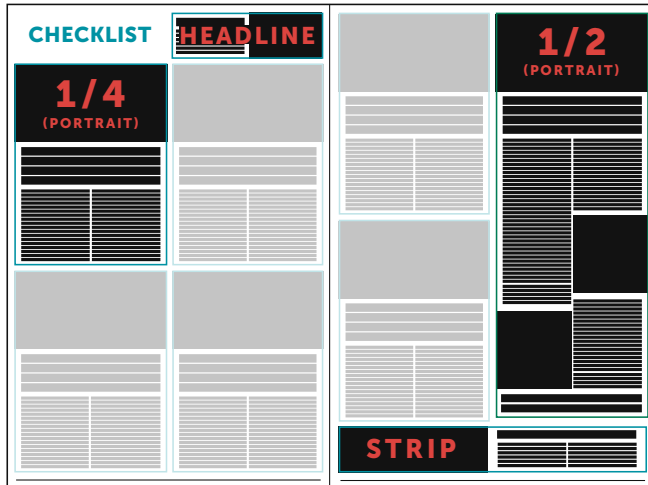 CHECKLIST
HEADLINE
1/4
(PORTRAIT)
1/2
(PORTRAIT)
STRIP